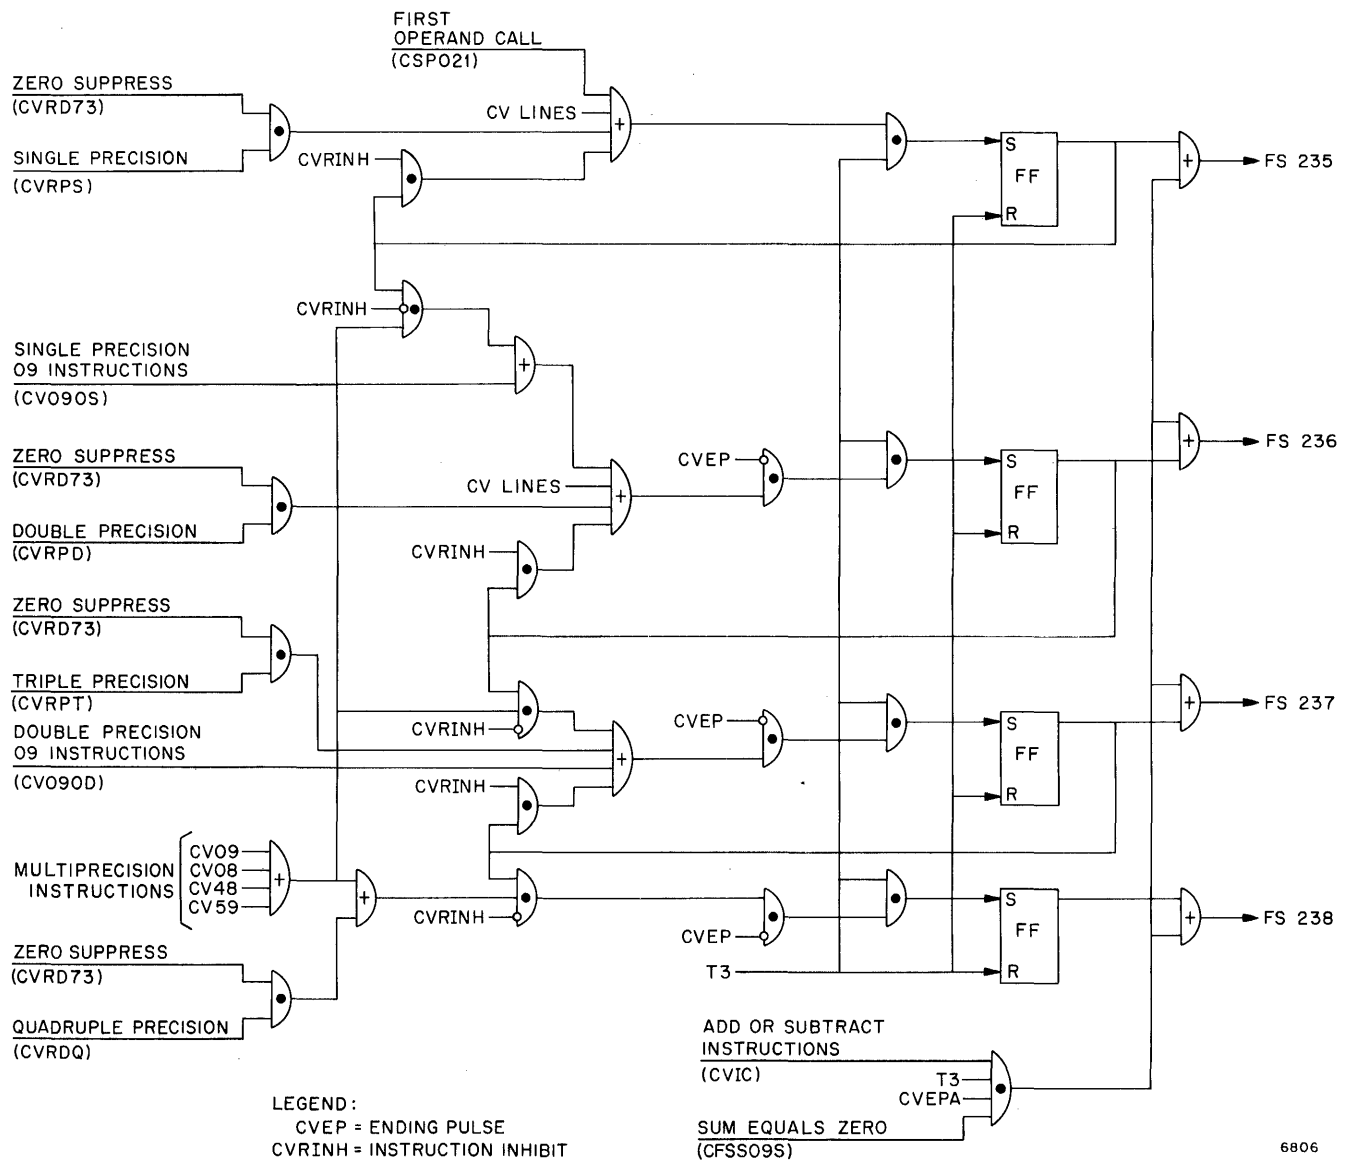 FIRST
OPERAND CALL
(CSPO21)
ZERO SUPPRESS
(CVRD73)
CV LINES
SINGLE PRECISION
(CVRPS)
CVRINH
S
FF
R
FS 235
CVRINH
SINGLE PRECISION
09 INSTRUCTIONS
(CV090S)
FS 236
ZERO SUPPRESS
(CVRD73)
CVEP
CV LINES
S
FF
R
DOUBLE PRECISION
(CVRPD)
CVRINH
ZERO SUPPRESS
(CVRD73)
TRIPLE PRECISION
(CVRPT)
FS 237
CVRINH
CVEP
S
FF
R
DOUBLE PRECISION
09 INSTRUCTIONS
(CV090D)
CVRINH
MULTIPRECISION
INSTRUCTIONS
CV09
CV08
CV48
CV59
CVRINH
CVEP
S
FF
R
FS 238
ZERO SUPPRESS
(CVRD73)
T3
QUADRUPLE PRECISION
(CVRDQ)
ADD OR SUBTRACT
INSTRUCTIONS
(CVIC)
T3
CVEPA
SUM EQUALS ZERO
(CFSS09S)
LEGEND:
CVEP = ENDING PULSE
CVRINH = INSTRUCTION INHIBIT
6806